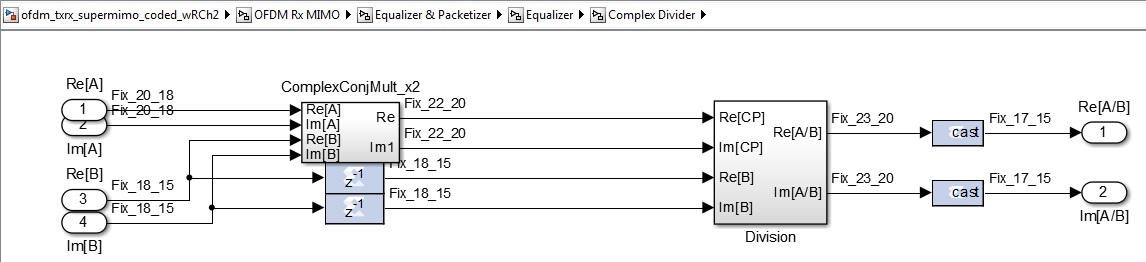 ofdm_txrx_supermimo_coded_wRCh2 OFDM Rx MIMO Equalizer & Packetizer Equalizer Complex Divider
Re[A]
1
Fix_20_18
2
Fix_20_18
Im[A]
Re[B]
3
Fix_18_15
4
Fix_18_15
Im[B]
ComplexConjMult_x2
Re[A]
Im[A]
Re[B]
Im[B]
Re
Im1
z-1
z-1
Fix_22_20
Fix_22_20
18_15
Fix_18_15
Re[CP]
Im[CP]
Re[B]
Im[B]
Re[A/B]
Im[A/B]
Division
Fix_23_20
Fix_23_20
cast
cast
Fix_17_15
Fix_17_15
Re[A/B]
1
2
Im[A/B]